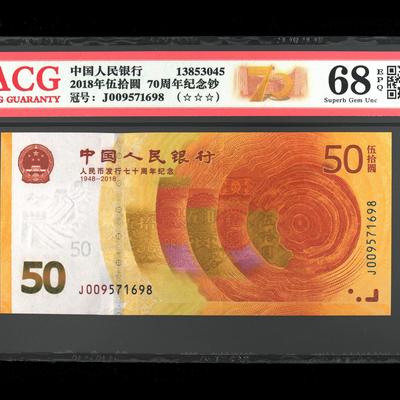 ACG
NG GUARANTY
中国人民银行 13853045
2018年伍拾圆 70周年纪念钞
冠号：J009571698 (☆☆☆)
70
68 EPQ
Superb Gem Unc
中国人民银行
人民币发行七十周年纪念
1948-2018
50 伍拾圆
50
J009571698
50
J009571698